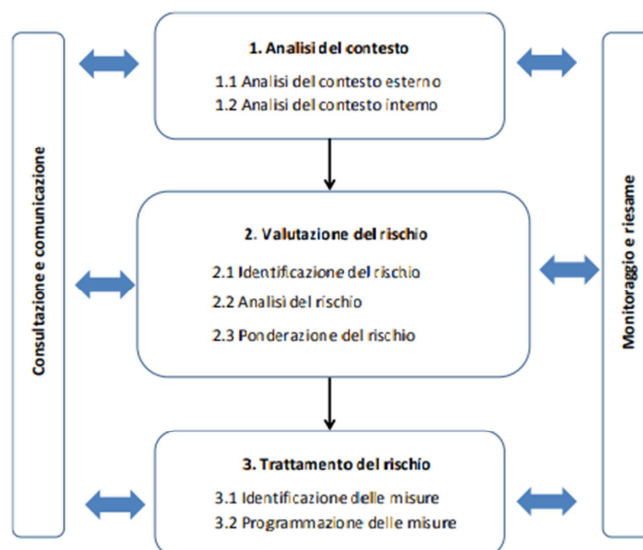 1. Analisi del contesto
1.1 Analisi del contesto esterno
1.2 Analisi del contesto interno
Consultazione e comunicazione
2. Valutazione del rischio
2.1 Identificazione del rischio
2.2 Analisi del rischio
2.3 Ponderazione del rischio
Monitoraggio e riesame
3. Trattamento del rischio
3.1 Identificazione delle misure
3.2 Programmazione delle misure